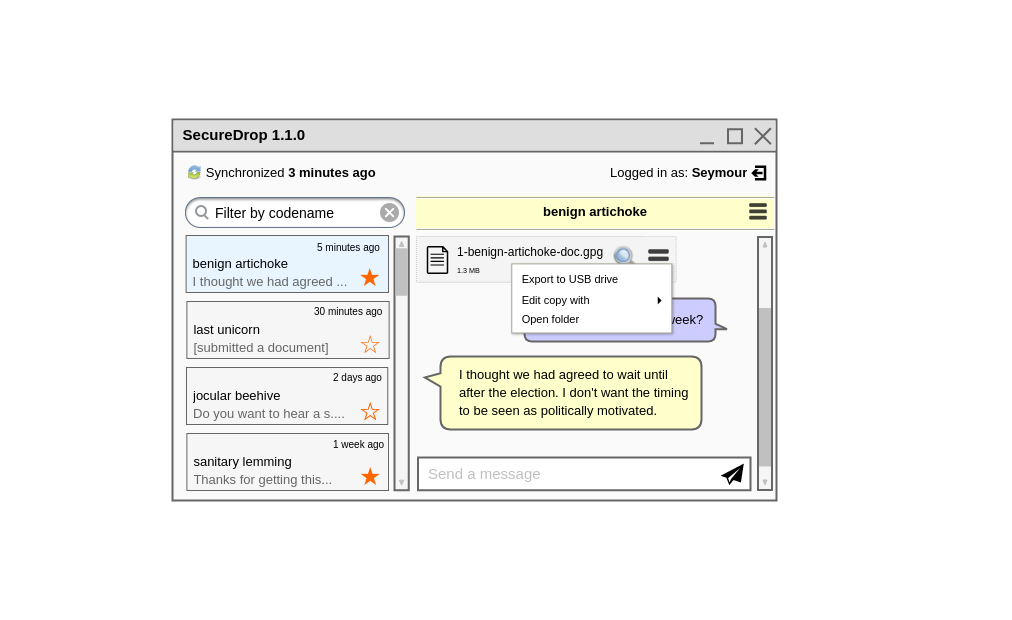 SecureDrop 1.1.0
Synchronized 3 minutes ago
Logged in as: Seymour
Filter by codename
benign artichoke
5 minutes ago
benign artichoke
I thought we had agreed ...
30 minutes ago
last unicorn
[submitted a document]
2 days ago
jocular beehive
Do you want to hear a s....
1 week ago
sanitary lemming
Thanks for getting this...
1-benign-artichoke-doc.gpg
1.3 MB
Export to USB drive
Edit copy with
Open folder
week?
I thought we had agreed to wait until
after the election. I don't want the timing
to be seen as politically motivated.
Send a message